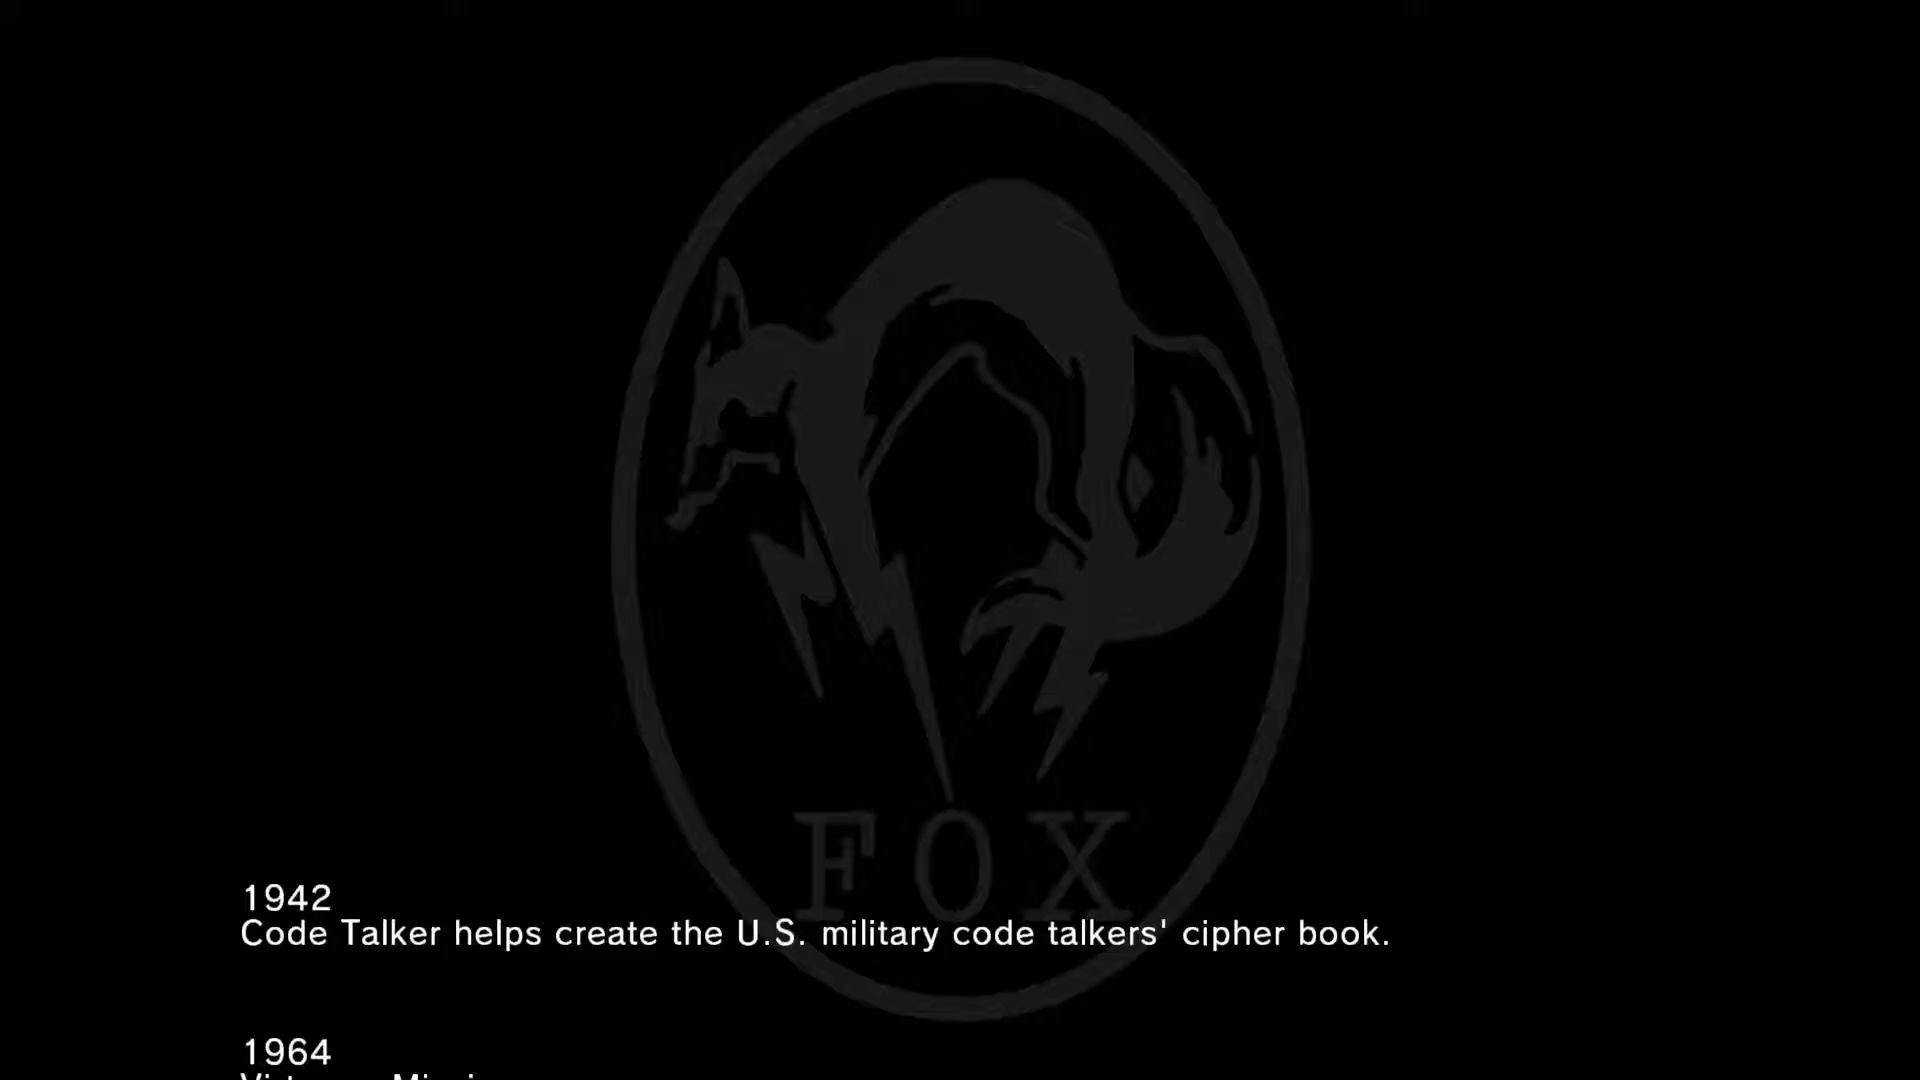 FOX
1942
Code Talker helps create the U.S. military code talkers' cipher book.
1964